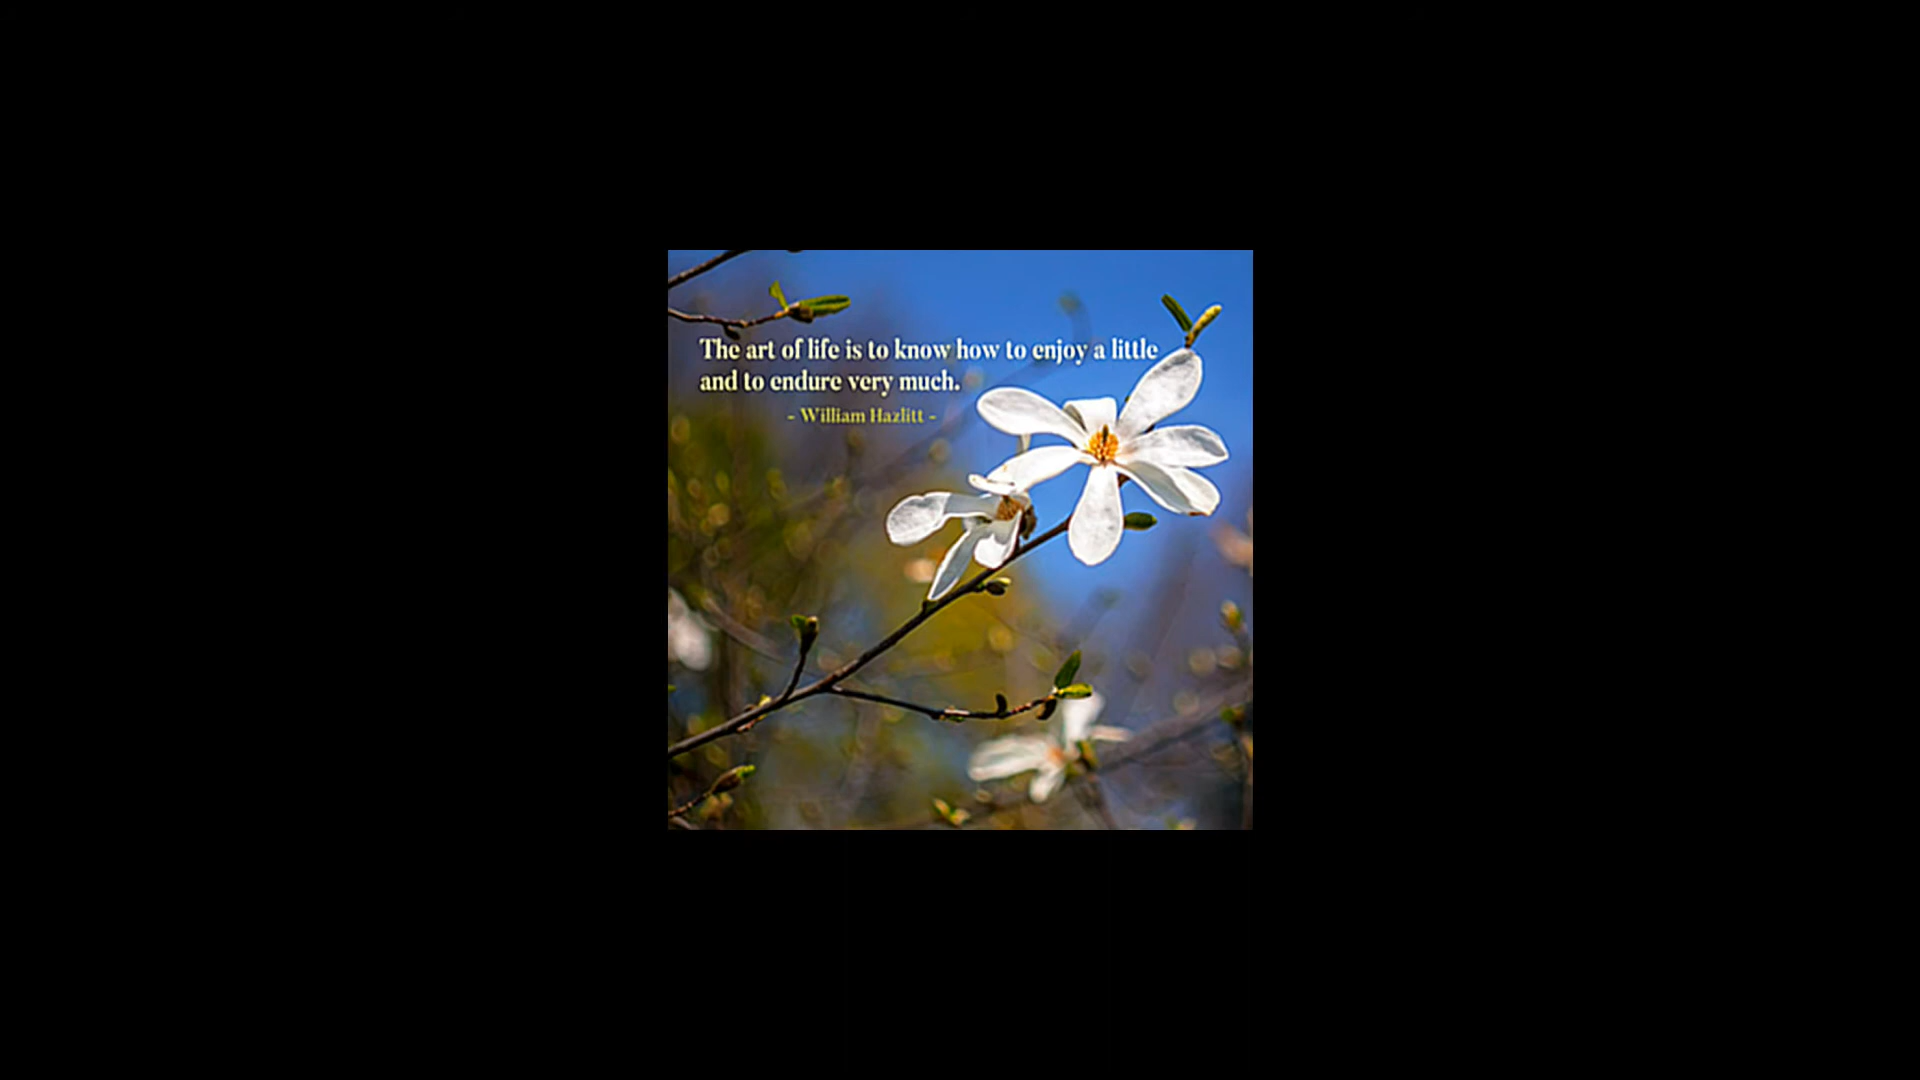 The art of life is to know how to enjoy a little
and to endure very much.
- William Hazlitt -